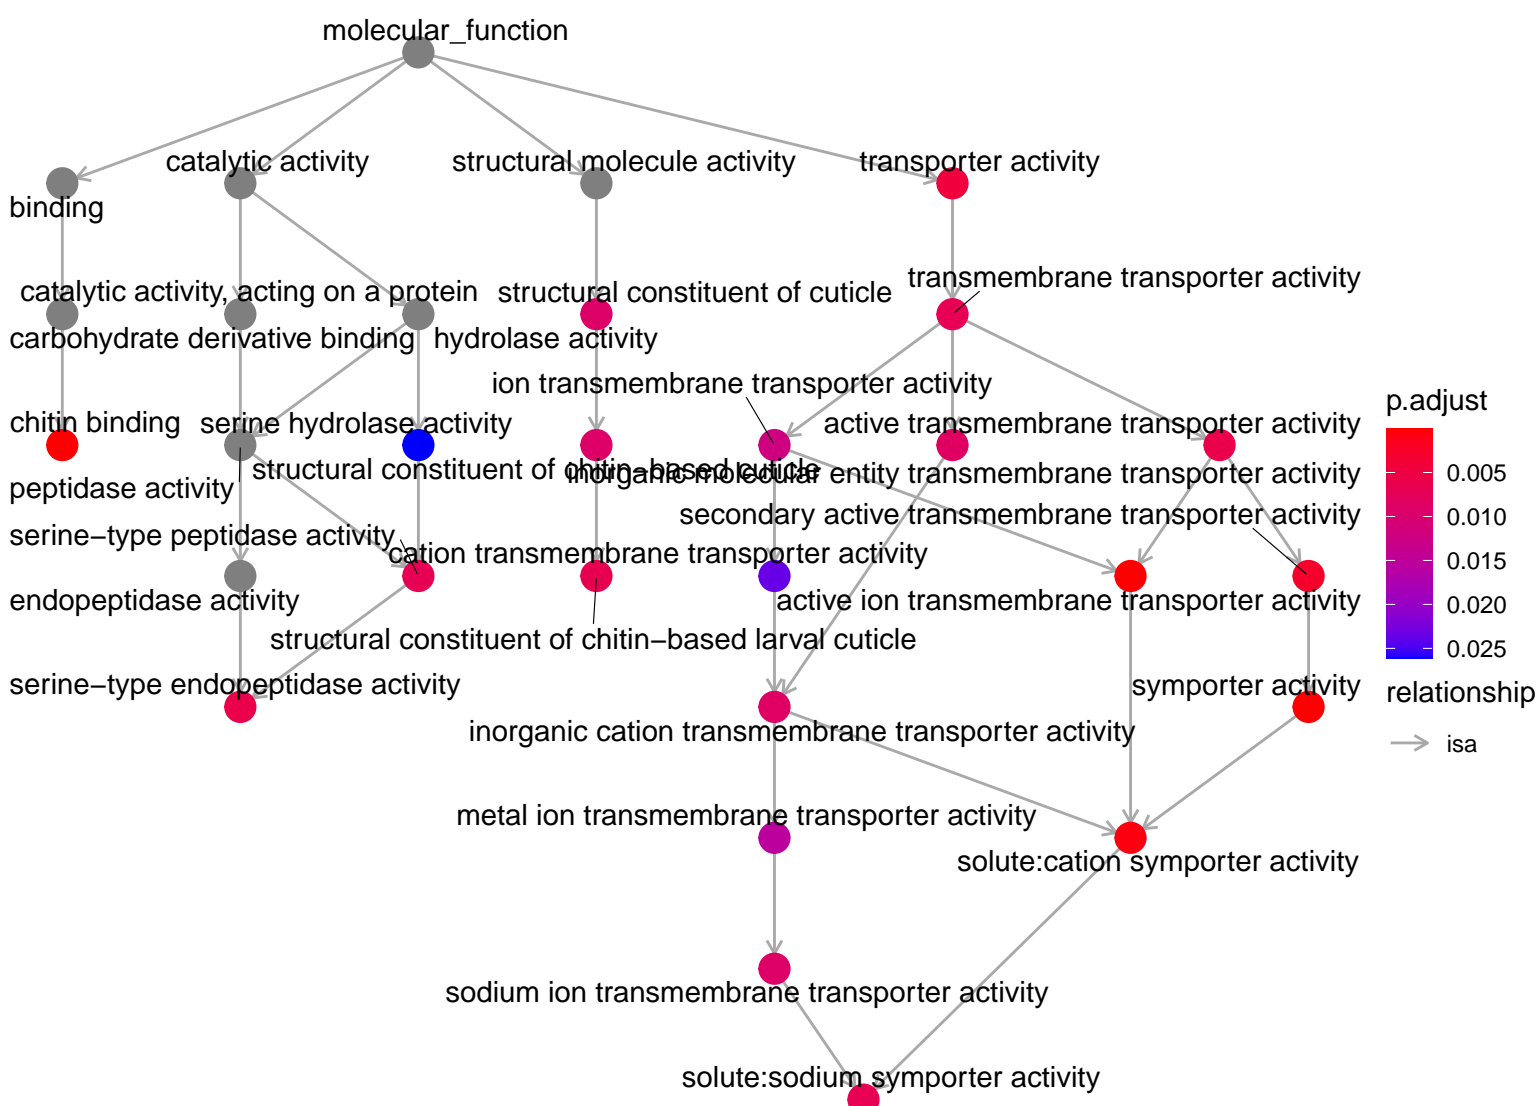 molecular_function
catalytic activity
structural molecule activity
transporter activity
binding
transmembrane transporter activity
catalytic activity, acting on a protein
structural constituent of cuticle
carbohydrate derivative binding
hydrolase activity
ion transmembrane transporter activity
p.adjust
chitin binding
serine hydrolase activity
active transmembrane transporter activity
structural constituent of chitin−based cuticle
inorganic molecular entity transmembrane transporter activity
0.005
peptidase activity
secondary active transmembrane transporter activity
0.010
serine−type peptidase activity
cation transmembrane transporter activity
0.015
endopeptidase activity
active ion transmembrane transporter activity
0.020
structural constituent of chitin−based larval cuticle
0.025
serine−type endopeptidase activity
symporter activity
relationship
inorganic cation transmembrane transporter activity
isa
metal ion transmembrane transporter activity
solute:cation symporter activity
sodium ion transmembrane transporter activity
solute:sodium symporter activity